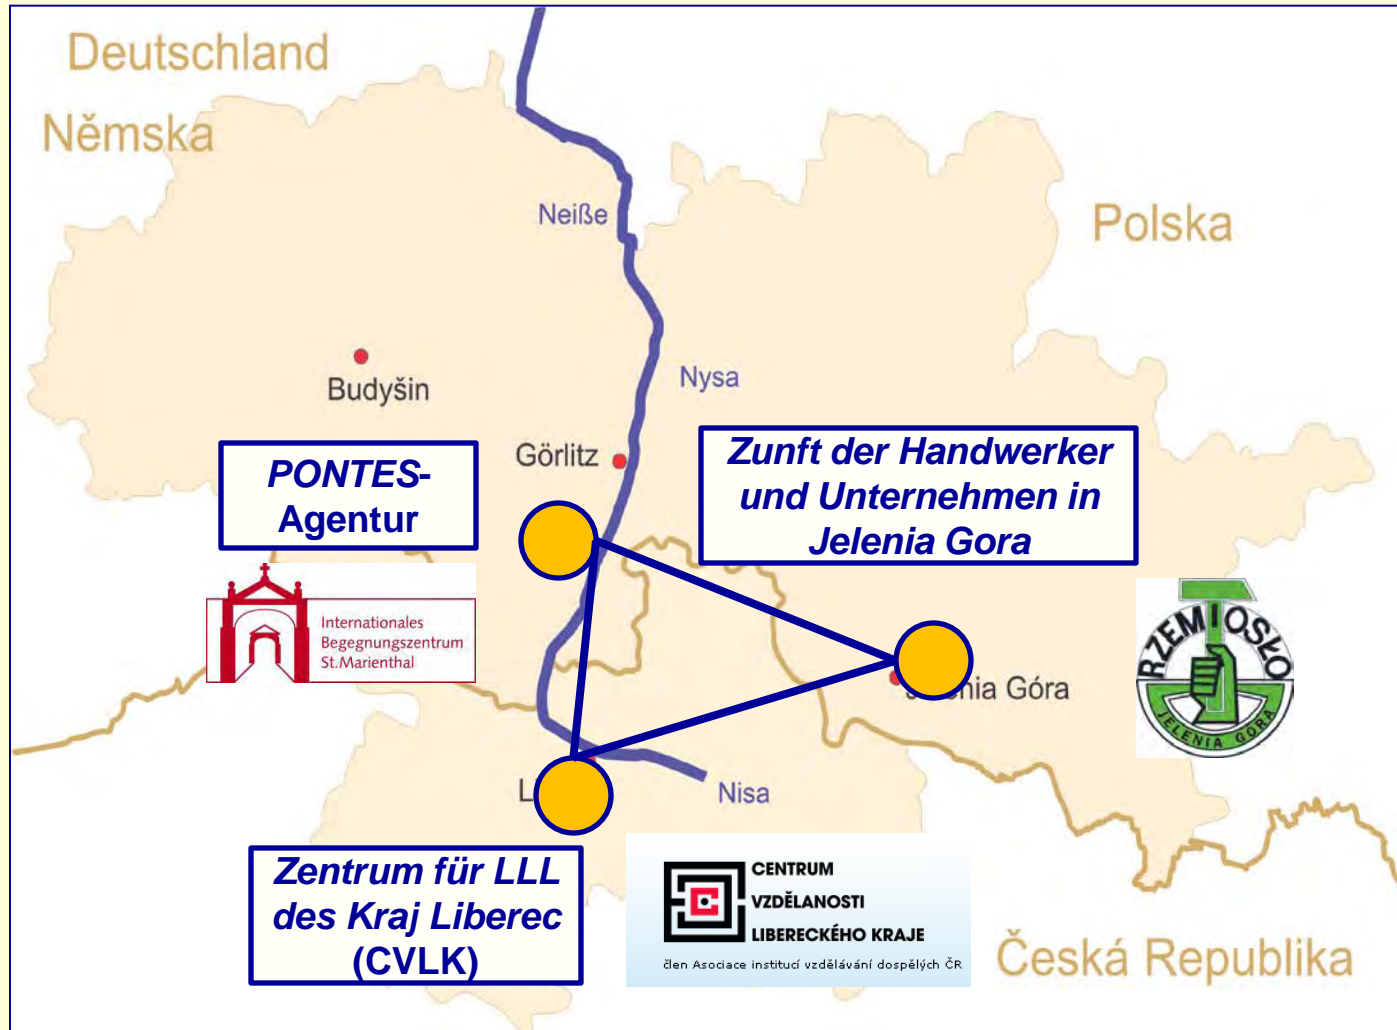 Deutschland
Němska
Polska
Neiße
Nysa
Budyšin
Görlitz
PONTES-
Agentur
Zunft der Handwerker
und Unternehmen in
Jelenia Gora
Internationales
Begegnungszentrum
St.Marienthal
RZEMIOSŁO
JELENIA GÓRA
Jelenia Góra
Nisa
Zentrum für LLL
des Kraj Liberec
(CVLK)
CENTRUM
VZDĚLANOSTI
LIBERECKÉHO KRAJE
člen Asociace institucí vzdělávání dospělých ČR
Česká Republika